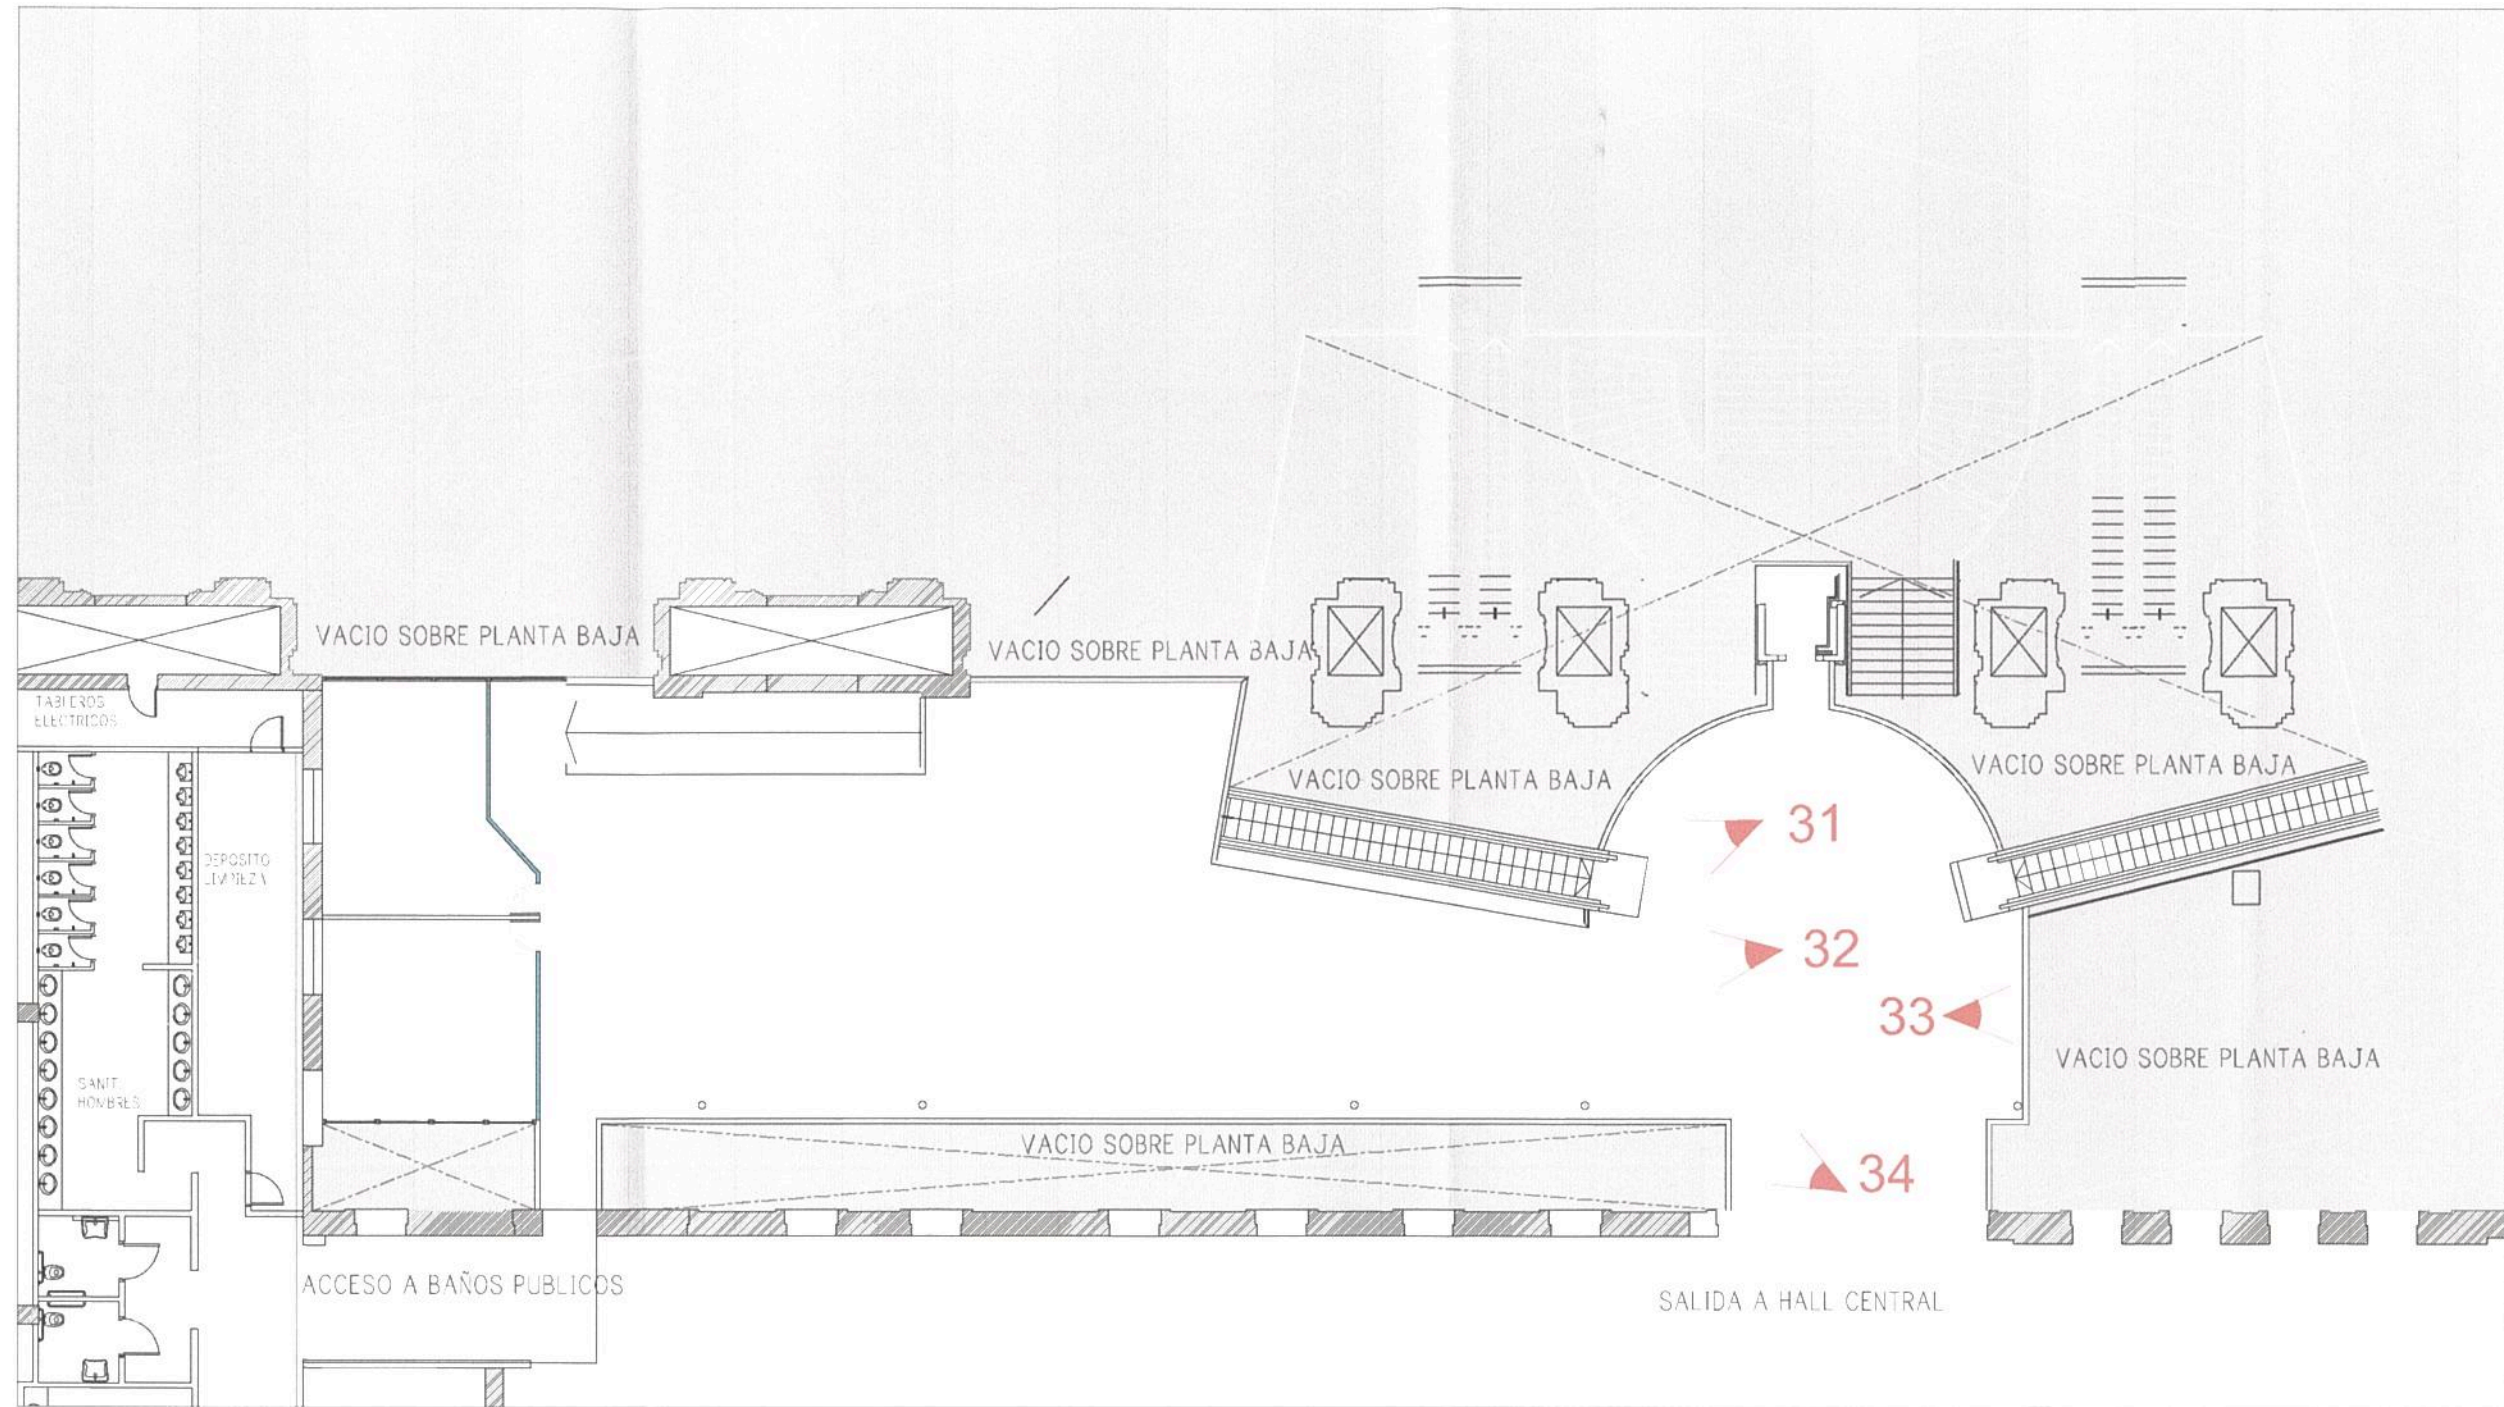 VACIO SOBRE PLANTA BAJA
VACIO SOBRE PLANTA BAJA
TABLEROS
ELECTRICOS
VACIO SOBRE PLANTA BAJA
VACIO SOBRE PLANTA BAJA
31
DEPOSITO
LIMPIEZA
32
33
VACIO SOBRE PLANTA BAJA
SANIT.
HOMBRES
VACIO SOBRE PLANTA BAJA
34
ACCESO A BAÑOS PUBLICOS
SALIDA A HALL CENTRAL